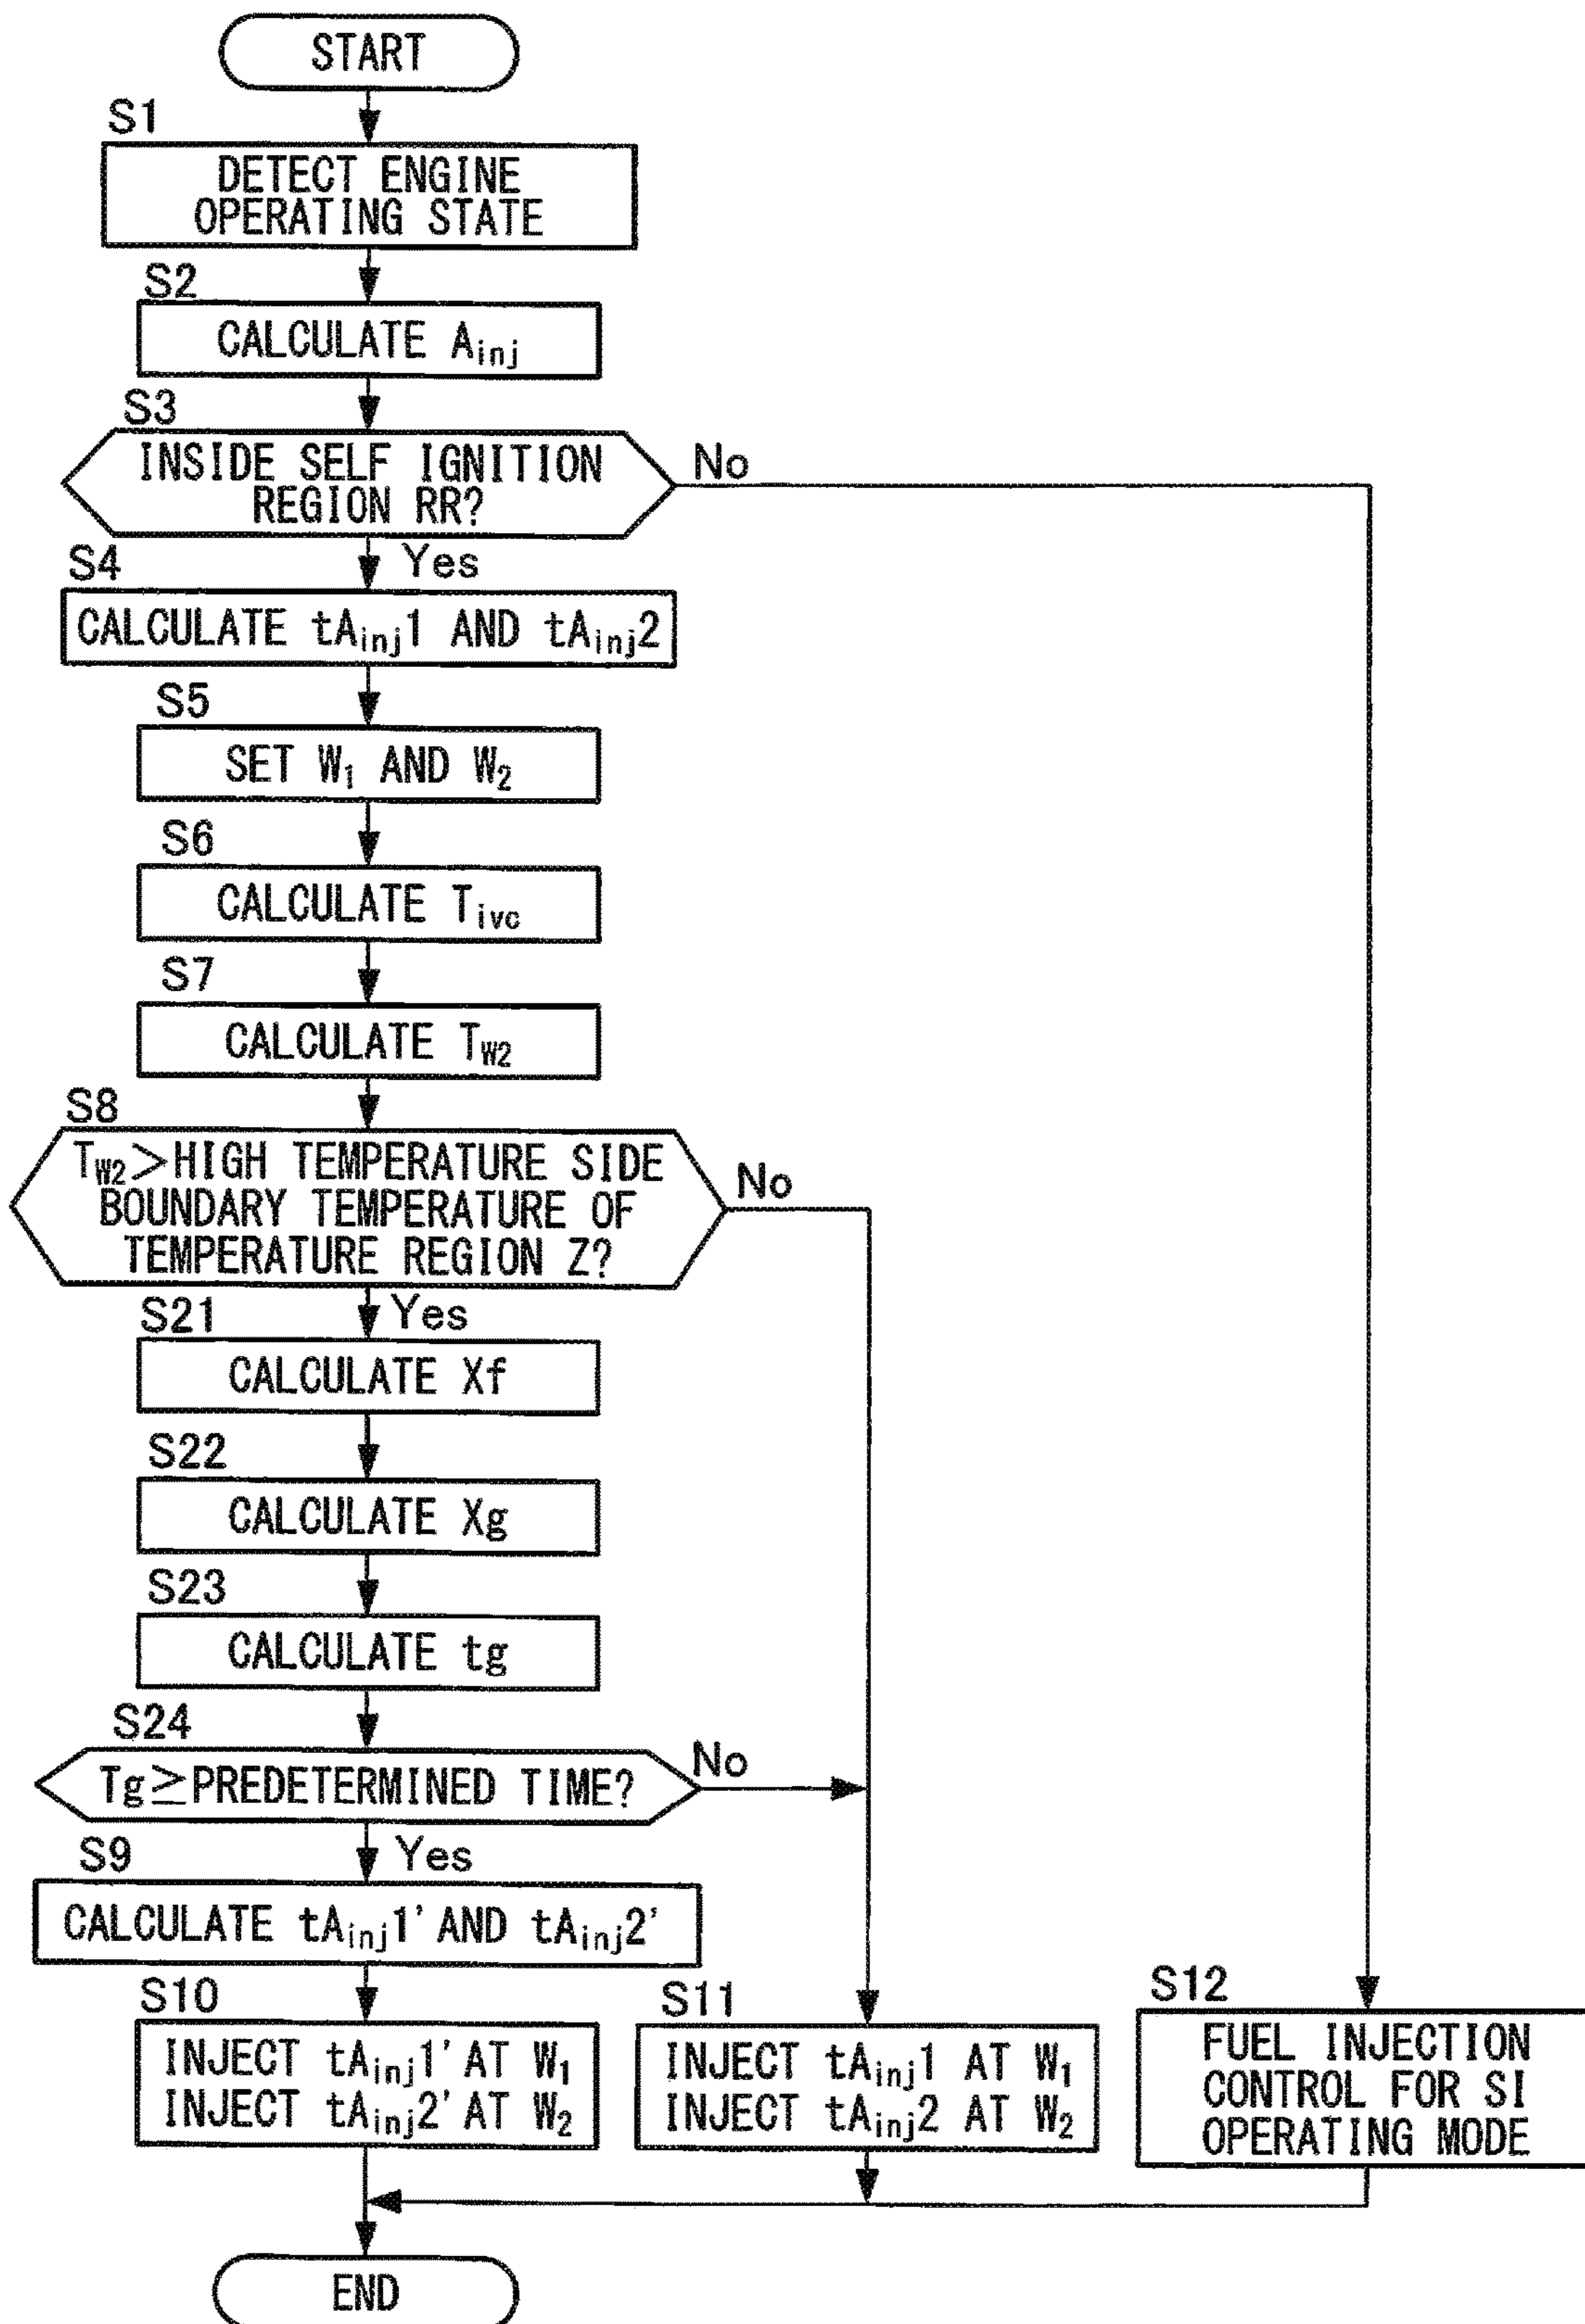 START
S1
DETECT ENGINE
OPERATING STATE
S2
CALCULATE Ainj
S3
INSIDE SELF IGNITION
REGION RR?
No
Yes
S4
CALCULATE tAinj1 AND tAinj2
S5
SET W1 AND W2
S6
CALCULATE Tivc
S7
CALCULATE TW2
S8
TW2>HIGH TEMPERATURE SIDE
BOUNDARY TEMPERATURE OF
TEMPERATURE REGION Z?
No
Yes
S21
CALCULATE Xf
S22
CALCULATE Xg
S23
CALCULATE tg
S24
Tg≥PREDETERMINED TIME?
No
Yes
S9
CALCULATE tAinj1' AND tAinj2'
S10
INJECT tAinj1' AT W1
INJECT tAinj2' AT W2
S11
INJECT tAinj1 AT W1
INJECT tAinj2 AT W2
S12
FUEL INJECTION
CONTROL FOR SI
OPERATING MODE
END